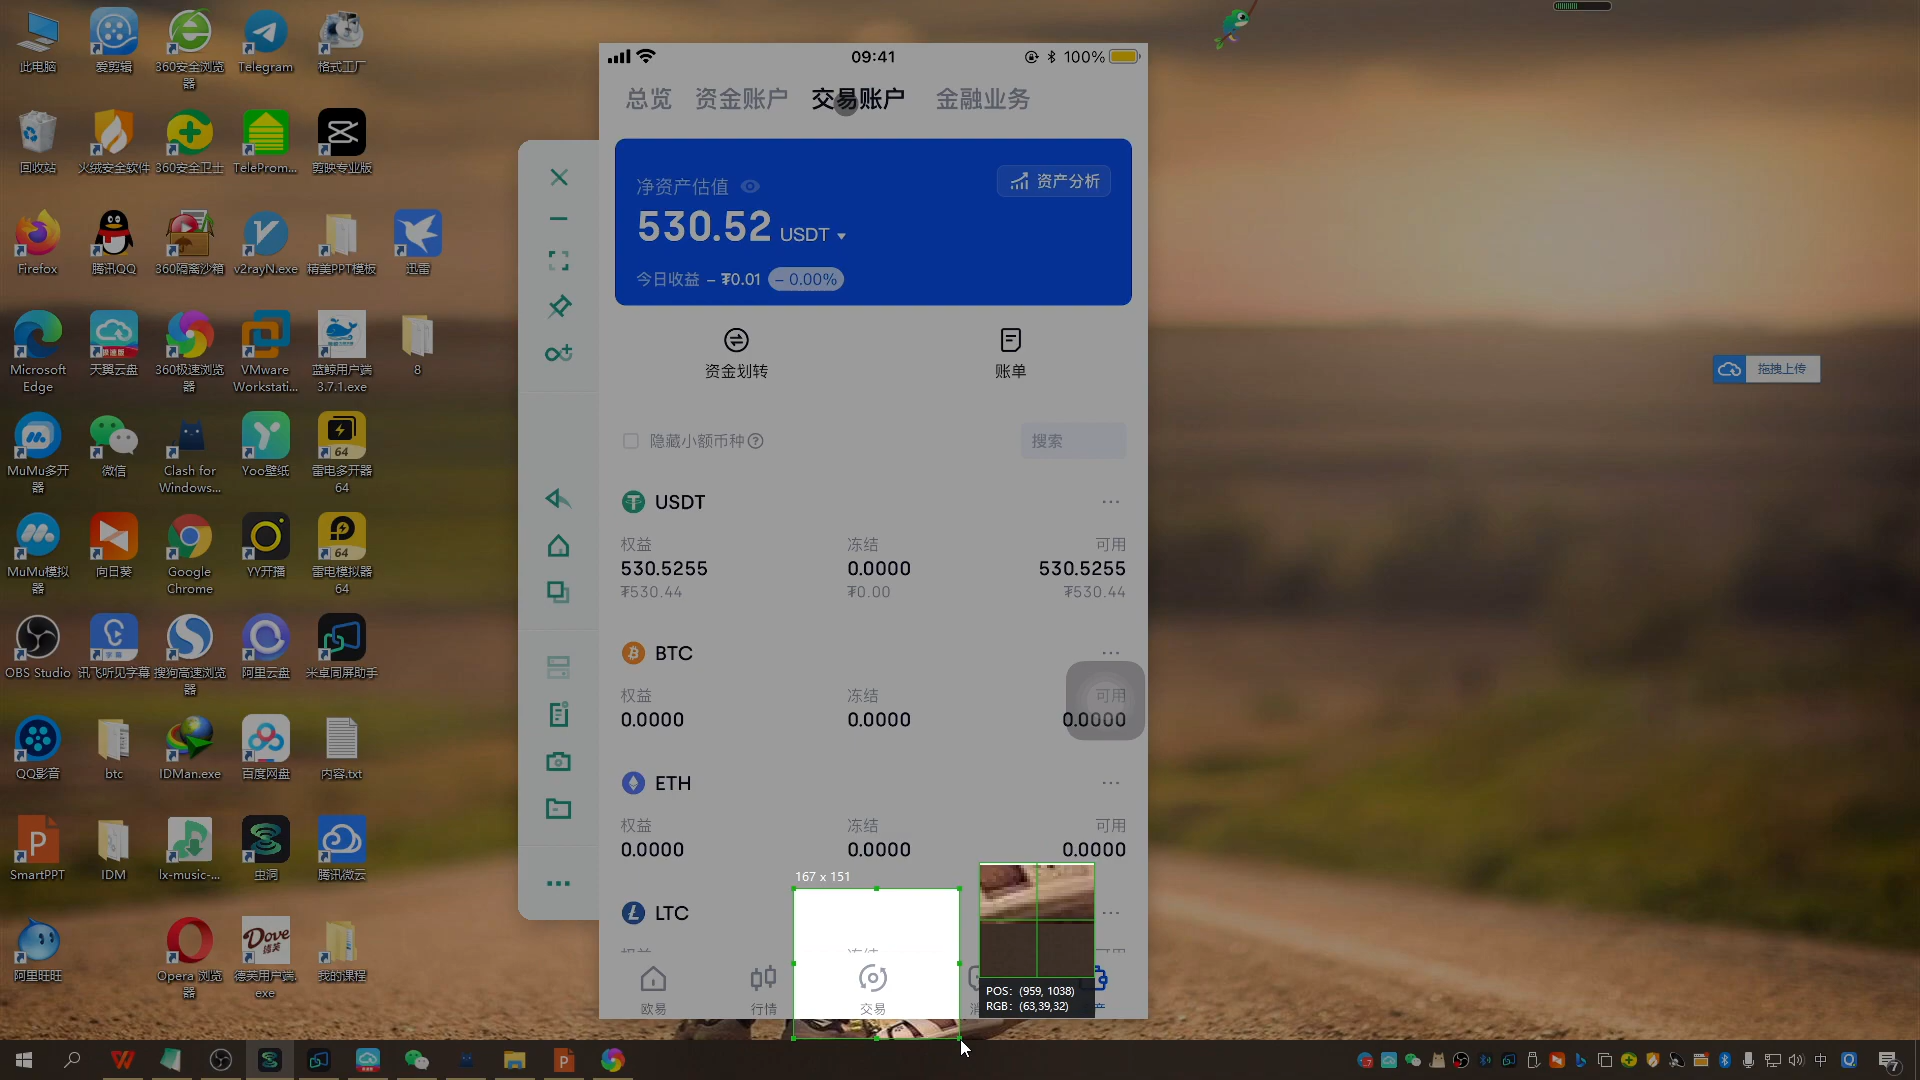 此电脑
爱剪辑
360安全浏览器
Telegram
格式工厂
回收站
火绒安全软件
360安全卫士
TeleProm...
剪映专业版
Firefox
腾讯QQ
360隔离沙箱
v2rayN.exe
精美PPT模板
迅雷
Microsoft Edge
天翼云盘
360极速浏览器
VMware Workstati...
蓝鲸用户端3.7.1.exe
8
MuMu多开器
微信
Clash for Windows...
Yoo壁纸
雷电多开器64
MuMu模拟器
向日葵
Google Chrome
YY开播
雷电模拟器64
OBS Studio
讯飞听见字幕
搜狗高速浏览器
阿里云盘
米卓同屏助手
QQ影音
btc
IDMan.exe
百度网盘
内容.txt
SmartPPT
IDM
lx-music-...
虫洞
腾讯微云
阿里旺旺
Opera 浏览器
德芙用户端.exe
我的课程
09:41
100%
总览 资金账户 交易账户 金融业务
净资产估值
资产分析
530.52 USDT
今日收益 – ₮0.01 – 0.00%
资金划转 账单
隐藏小额币种 搜索
USDT
权益 冻结 可用
530.5255 0.0000 530.5255
₮530.44 ₮0.00 ₮530.44
BTC
权益 冻结 可用
0.0000 0.0000 0.0000
ETH
权益 冻结 可用
0.0000 0.0000 0.0000
167 x 151
LTC
欧易 行情 交易
POS: (959, 1038)
RGB: (63,39,32)
拖拽上传
中
7